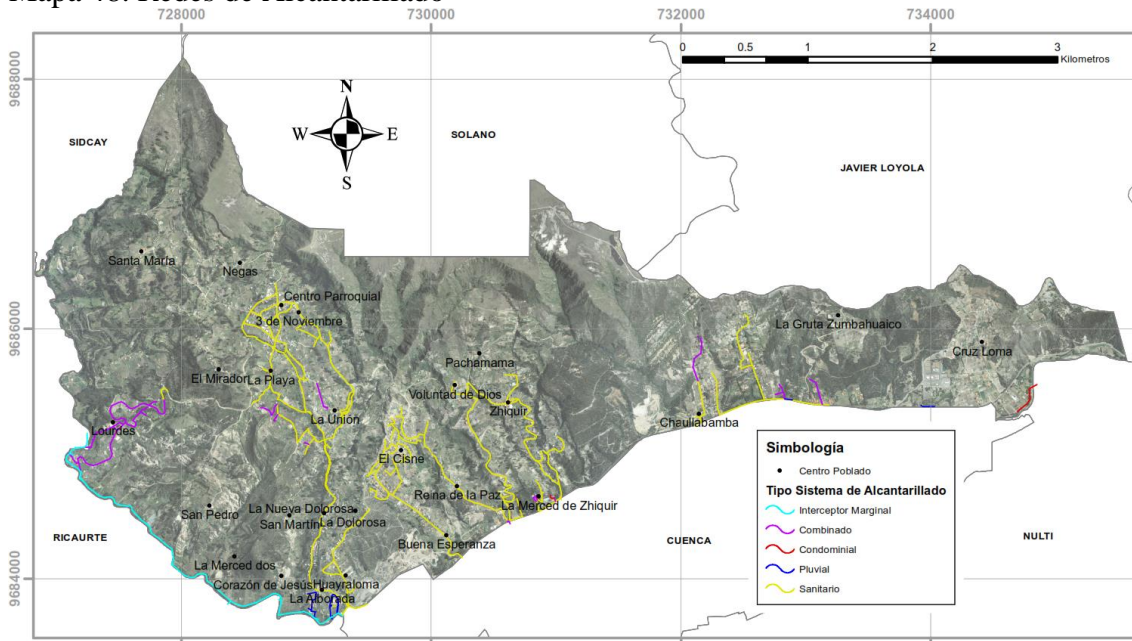 Mapa 48. Redes de Alcantarillado
728000 730000 732000 734000
0 0.5 1 2 3
Kilometros
9688000
N
W E
S
SIDCAY
SOLANO
JAVIER LOYOLA
Santa María
Negas
Centro Parroquial
3 de Noviembre
La Gruta Zumbahuaico
9686000
Cruz Loma
Pachamama
El Mirador
La Playa
Voluntad de Dios
Zhiquir
La Unión
Chaullabamba
Lourdes
El Cisne
Reina de la Paz
La Merced de Zhiquir
La Nueva Dolorosa
San Pedro
San Martín
La Dolorosa
Buena Esperanza
RICAURTE
CUENCA
NULTI
La Merced dos
9684000
Corazón de Jesús
Huayraloma
La Alborada
Simbología
Centro Poblado
Tipo Sistema de Alcantarillado
Interceptor Marginal
Combinado
Condominial
Pluvial
Sanitario